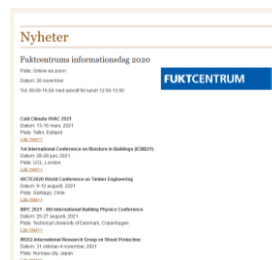 Nyheter
Fuktcentrums informationsdag 2020
Plats: Online via zoom
Datum: 26 november
Tid: 09.00-16.00 med avbrott för lunch 12.00-13.00
FUKTCENTRUM
Cold Climate HVAC 2021
Datum: 13-16 mars, 2021
Plats: Tallin, Estland
Läs mer>>
1st International Conference on Moisture in Buildings (ICMB21)
Datum: 28-29 juni, 2021
Plats: UCL, London
Läs mer>>
WCTE2020 World Conference on Timber Engineering
Datum: 9-12 augusti, 2021
Plats: Santiago, Chile
Läs mer>>
IBPC 2021 - 8th International Building Physics Conference
Datum: 25-27 augusti, 2021
Plats: Technical University of Denmark, Copenhagen
Läs mer>>
IRG52 International Research Group on Wood Protection
Datum: 31 oktober-4 november, 2021
Plats: city, Japan